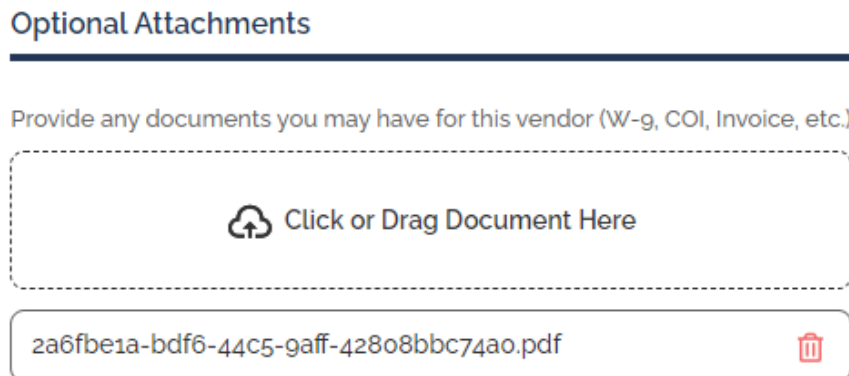 Optional Attachments
Provide any documents you may have for this vendor (W-9, COI, Invoice, etc.)
Click or Drag Document Here
2a6fbe1a-bdf6-44c5-9aff-42808bbc74a0.pdf